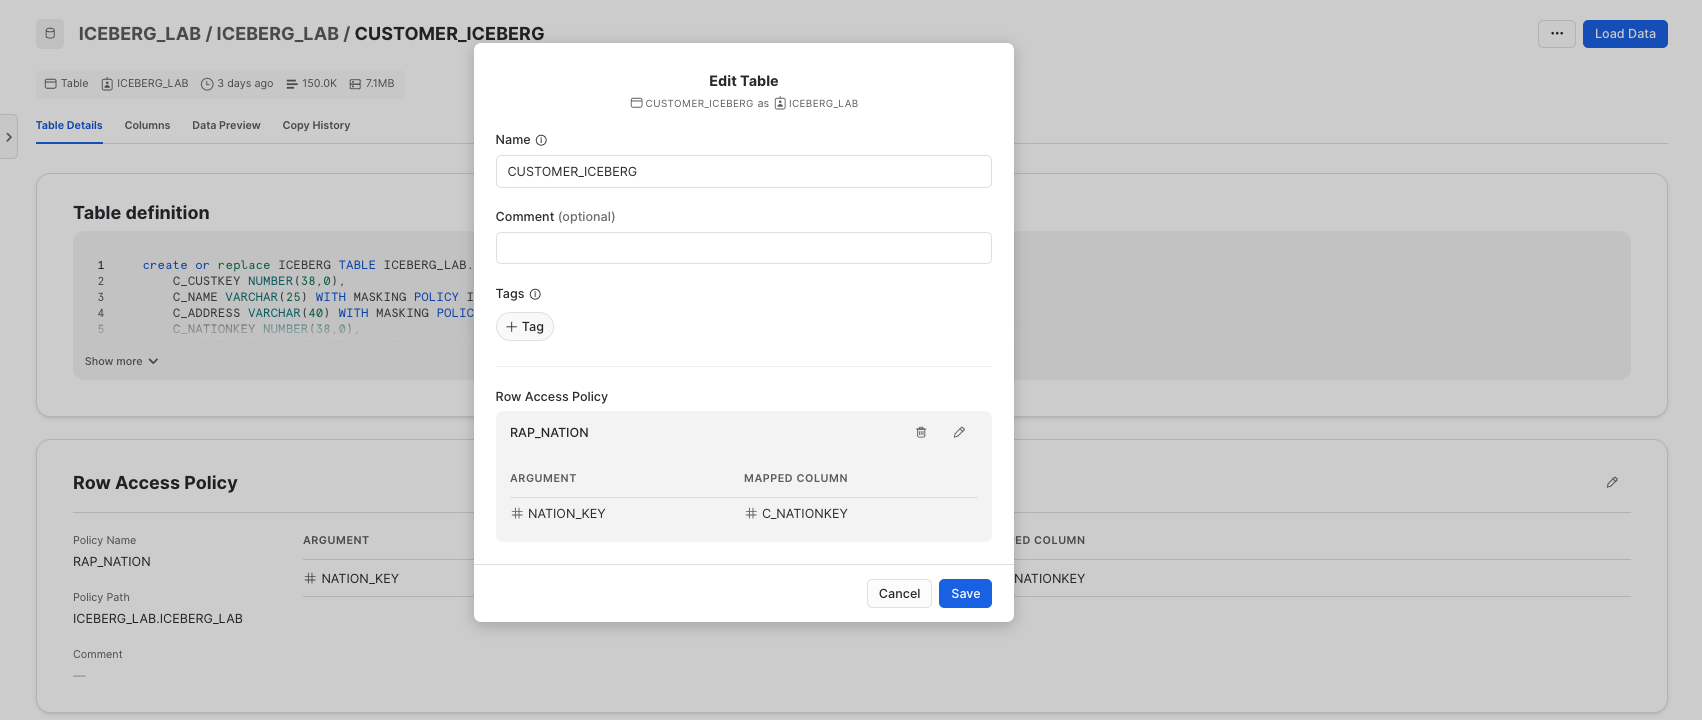 ICEBERG_LAB / ICEBERG_LAB / CUSTOMER_ICEBERG
Load Data
Table ICEBERG_LAB 3 days ago 150.0K 7.1MB
Table Details Columns Data Preview Copy History
Table definition
1 create or replace ICEBERG TABLE ICEBERG_LAB.
2 C_CUSTKEY NUMBER(38,0),
3 C_NAME VARCHAR(25) WITH MASKING POLICY I
4 C_ADDRESS VARCHAR(40) WITH MASKING POLIC
5 C_NATIONKEY NUMBER(38,0),
Show more
Row Access Policy
Policy Name
RAP_NATION
Policy Path
ICEBERG_LAB.ICEBERG_LAB
Comment
—
ARGUMENT PED COLUMN
# NATION_KEY NATIONKEY
Edit Table
CUSTOMER_ICEBERG as ICEBERG_LAB
Name
CUSTOMER_ICEBERG
Comment (optional)
Tags
+ Tag
Row Access Policy
RAP_NATION
ARGUMENT MAPPED COLUMN
# NATION_KEY # C_NATIONKEY
Cancel Save